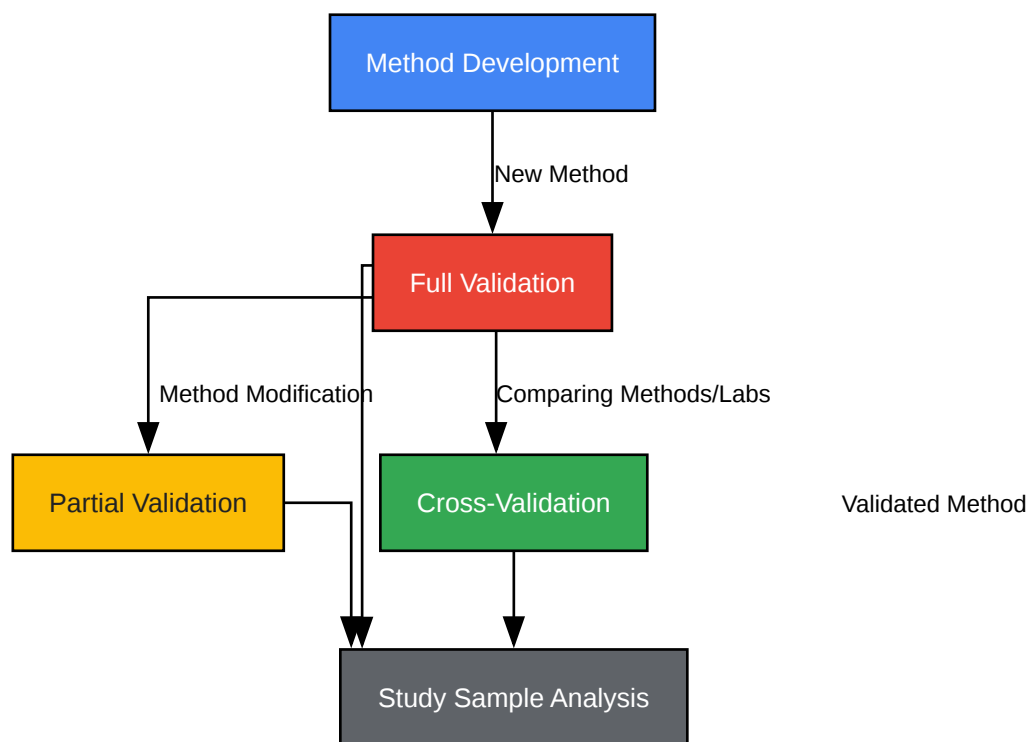 Method Development
New Method
Full Validation
Method Modification
Comparing Methods/Labs
Partial Validation
Cross-Validation
Validated Method
Study Sample Analysis